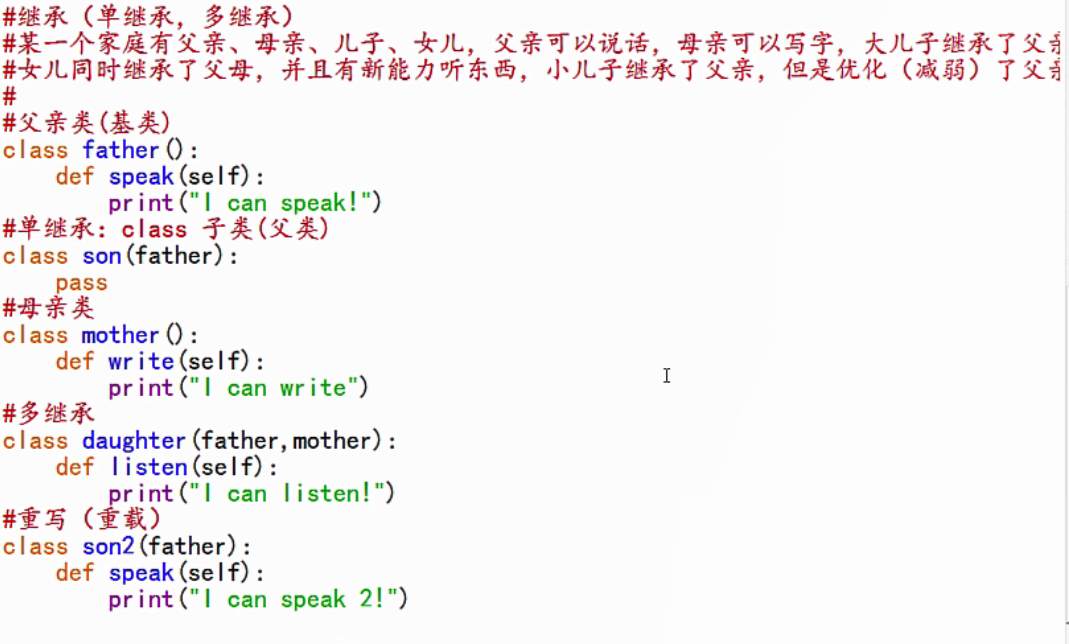 #继承（单继承，多继承）
#某一个家庭有父亲、母亲、儿子、女儿，父亲可以说话，母亲可以写字，大儿子继承了父亲
#女儿同时继承了父母，并且有新能力听东西，小儿子继承了父亲，但是优化（减弱）了父亲
#
#父亲类(基类)
class father():
    def speak(self):
        print("I can speak!")
#单继承：class 子类(父类)
class son(father):
    pass
#母亲类
class mother():
    def write(self):
        print("I can write")
#多继承
class daughter(father,mother):
    def listen(self):
        print("I can listen!")
#重写（重载）
class son2(father):
    def speak(self):
        print("I can speak 2!")